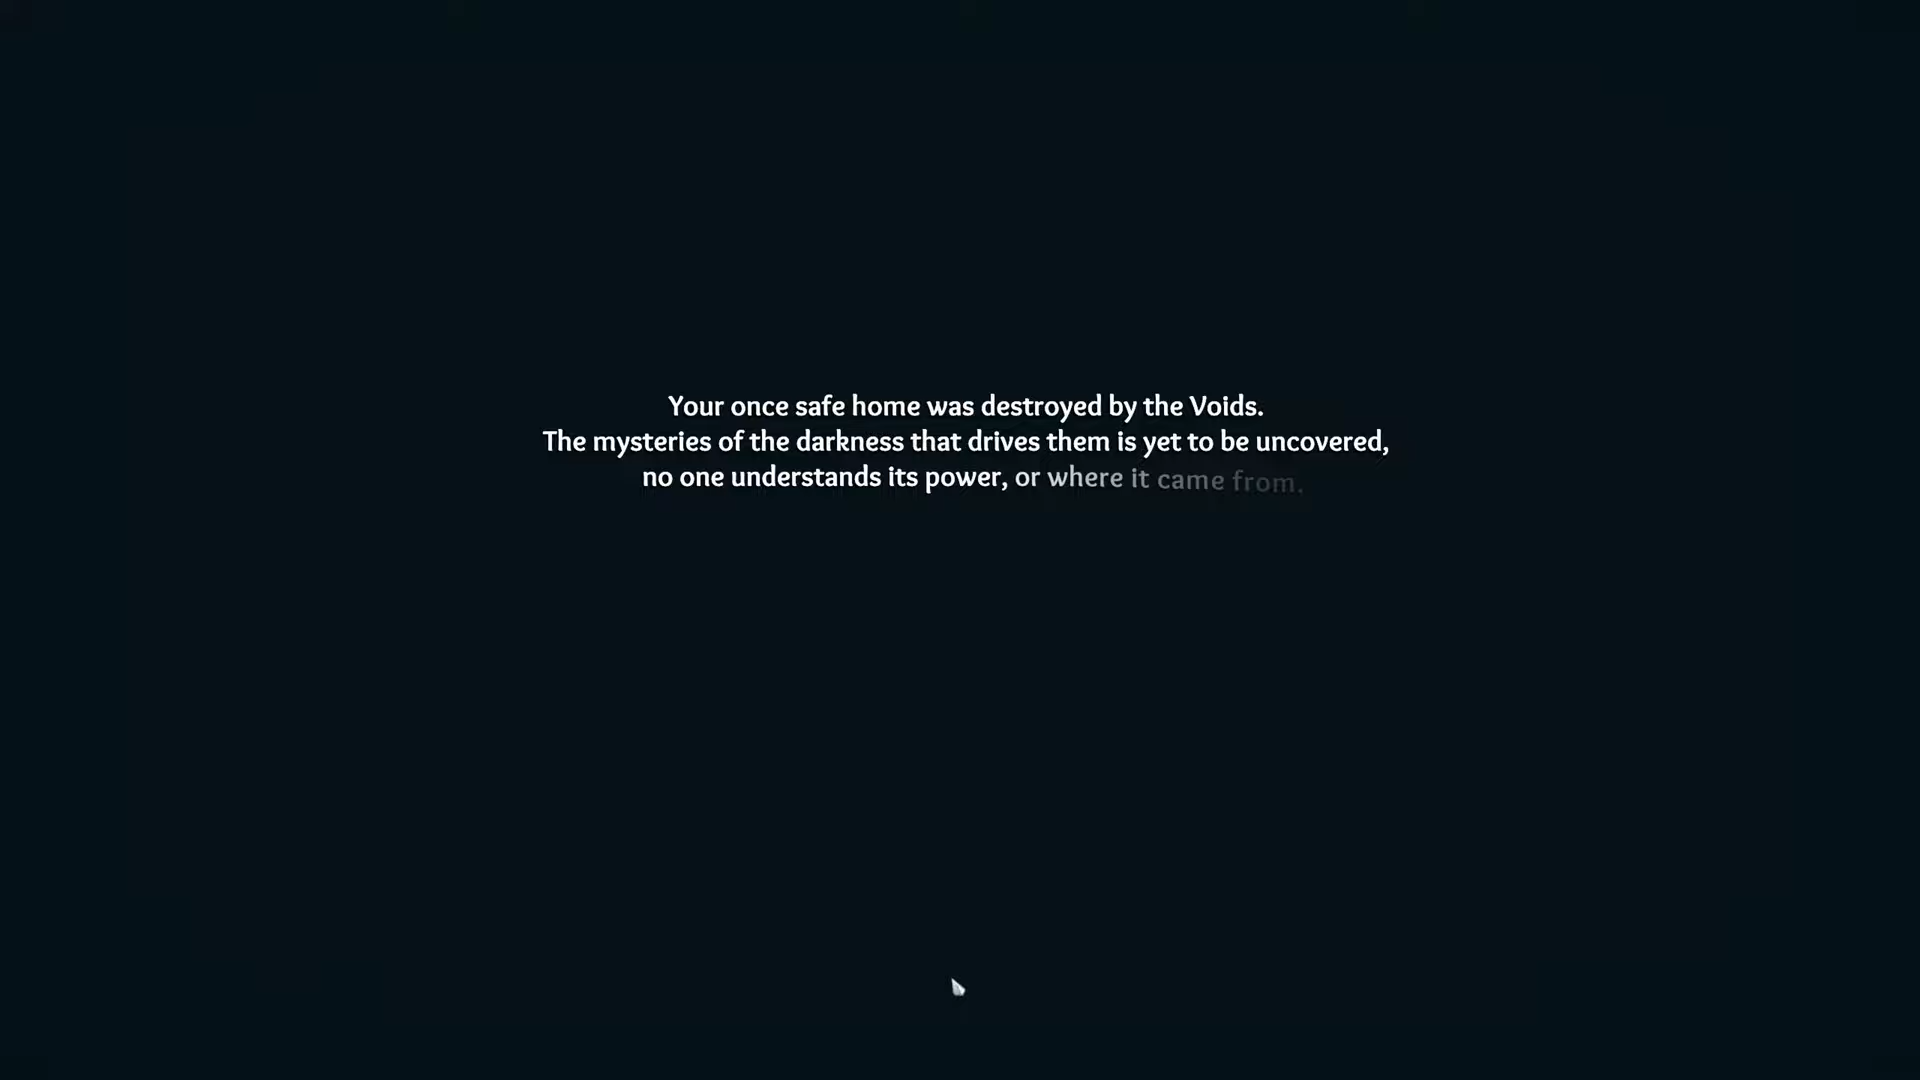 Your once safe home was destroyed by the Voids.
The mysteries of the darkness that drives them is yet to be uncovered,
no one understands its power, or where it came from.